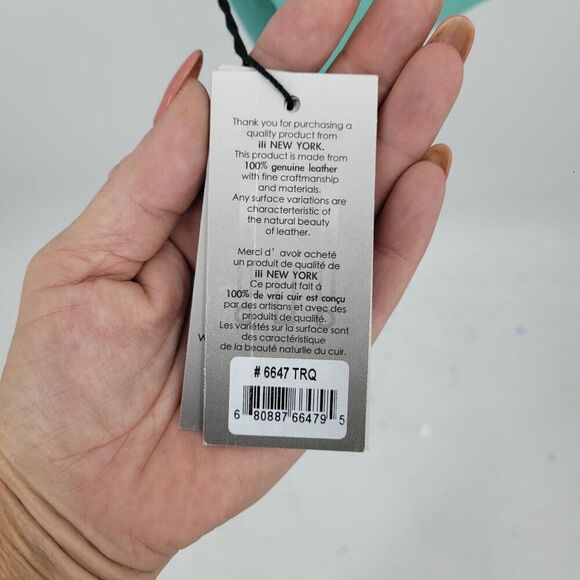 Thank you for purchasing a
quality product from
ili NEW YORK.
This product is made from
100% genuine leather
with fine craftmanship
and materials.
Any surface variations are
characterteristic of
the natural beauty
of leather.
Merci d' avoir acheté
un produit de qualité de
ili NEW YORK
Ce produit fait á
100% de vrai cuir est conçu
par des artisans et avec des
produits de qualité.
Les variétés sur la surface sont
des caractéristique
de la beauté naturlle du cuir.
W
# 6647 TRQ
6 80887 66479 5